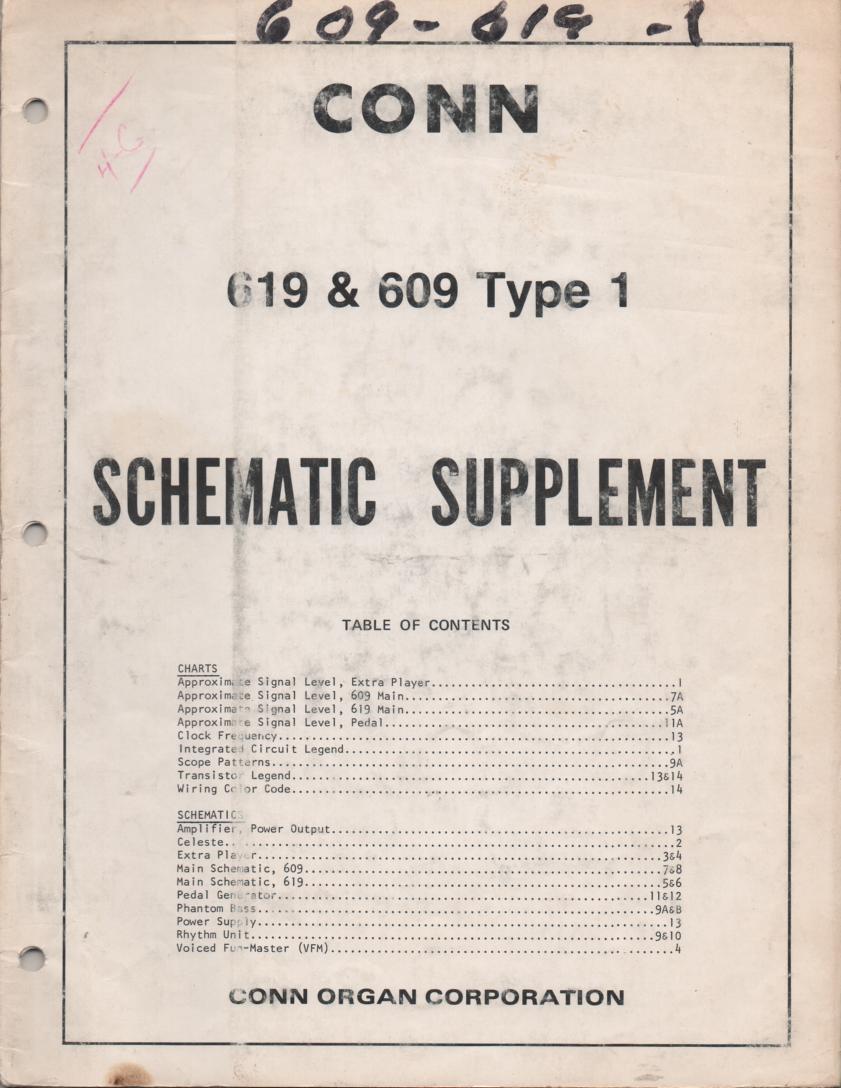 609-619-1
CONN
4-6
619 & 609 Type 1
SCHEMATIC SUPPLEMENT
TABLE OF CONTENTS
CHARTS
Approximate Signal Level, Extra Player..................................1
Approximate Signal Level, 609 Main......................................7A
Approximate Signal Level, 619 Main......................................5A
Approximate Signal Level, Pedal.........................................11A
Clock Frequency.........................................................13
Integrated Circuit Legend...............................................1
Scope Patterns..........................................................9A
Transistor Legend.......................................................13&14
Wiring Color Code.......................................................14
SCHEMATICS
Amplifier, Power Output.................................................13
Celeste.................................................................2
Extra Player............................................................3&4
Main Schematic, 609.....................................................7&8
Main Schematic, 619.....................................................5&6
Pedal Generator.........................................................11&12
Phantom Bass............................................................9A&B
Power Supply............................................................13
Rhythm Unit.............................................................9&10
Voiced Fun-Master (VFM).................................................4
CONN ORGAN CORPORATION